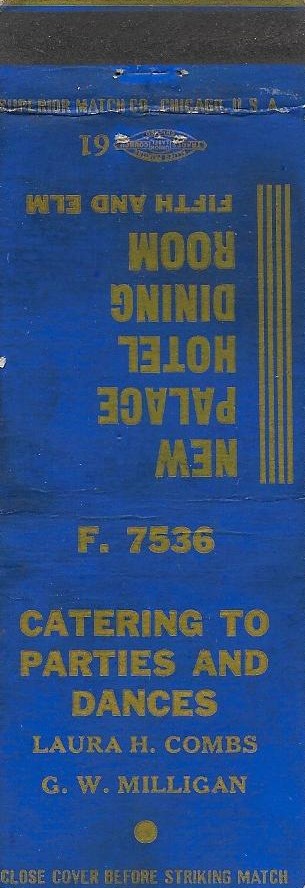 SUPERIOR MATCH CO., CHICAGO, U.S.A.
NEW
PALACE
HOTEL
DINING
ROOM
FIFTH AND ELM
61
F. 7536
CATERING TO
PARTIES AND
DANCES
LAURA H. COMBS
G. W. MILLIGAN
CLOSE COVER BEFORE STRIKING MATCH